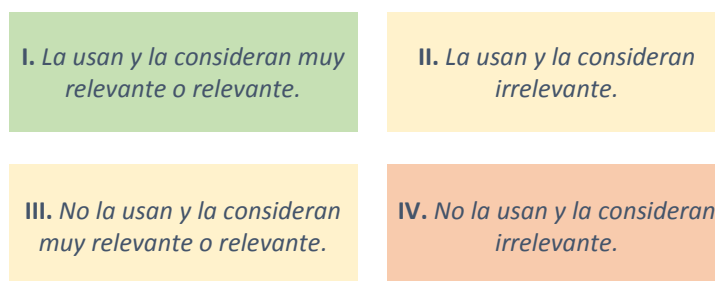 I. La usan y la consideran muy
relevante o relevante.
II. La usan y la consideran
irrelevante.
III. No la usan y la consideran
muy relevante o relevante.
IV. No la usan y la consideran
irrelevante.